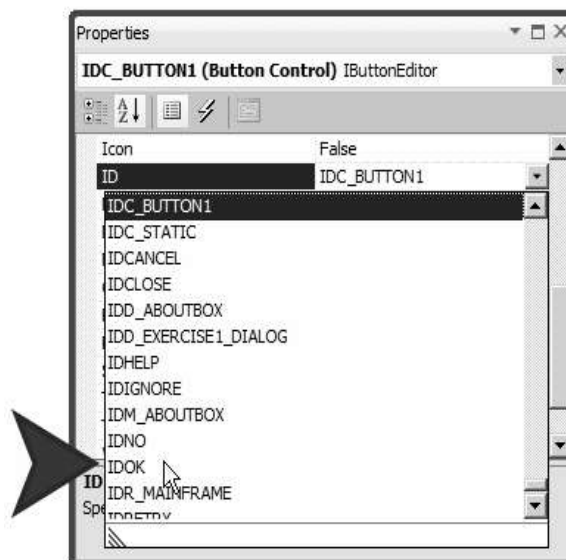 Properties
IDC_BUTTON1 (Button Control) IButtonEditor
Icon False
ID IDC_BUTTON1
IDC_BUTTON1
IDC_STATIC
IDCANCEL
IDCLOSE
IDD_ABOUTBOX
IDD_EXERCISE1_DIALOG
IDHELP
IDIGNORE
IDM_ABOUTBOX
IDNO
IDOK
ID
IDR_MAINFRAME
IDRETRY